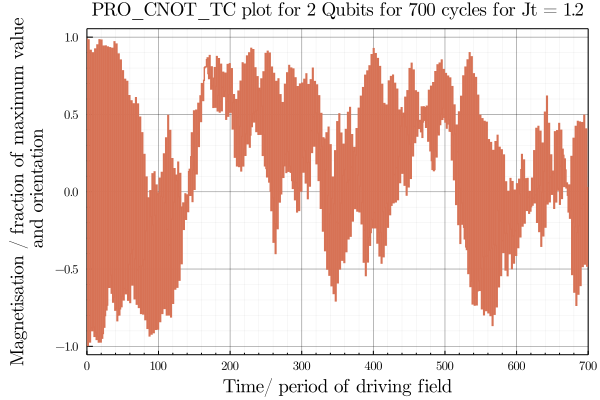 PRO_CNOT_TC plot for 2 Qubits for 700 cycles for Jt = 1.2
Magnetisation / fraction of maximum value
and orientation
1.0
0.5
0.0
−0.5
−1.0
0 100 200 300 400 500 600 700
Time/ period of driving field